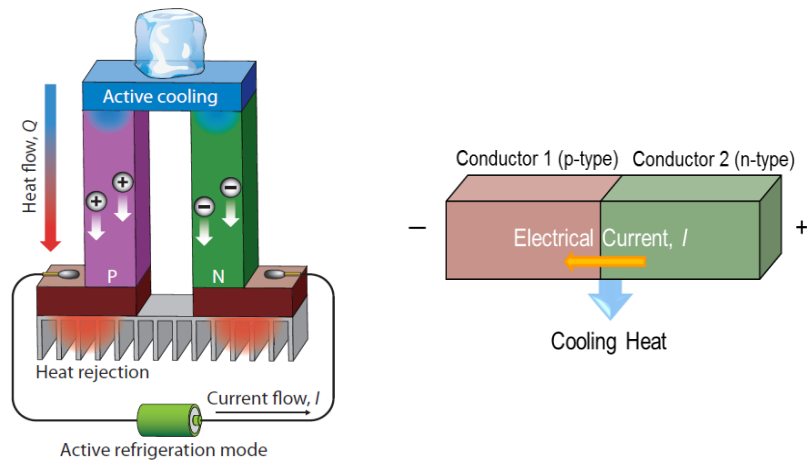 Active cooling
Heat flow, Q
+
+
−
−
P
N
Heat rejection
Current flow, I
Active refrigeration mode
Conductor 1 (p-type)
Conductor 2 (n-type)
−
Electrical Current, I
+
Cooling Heat